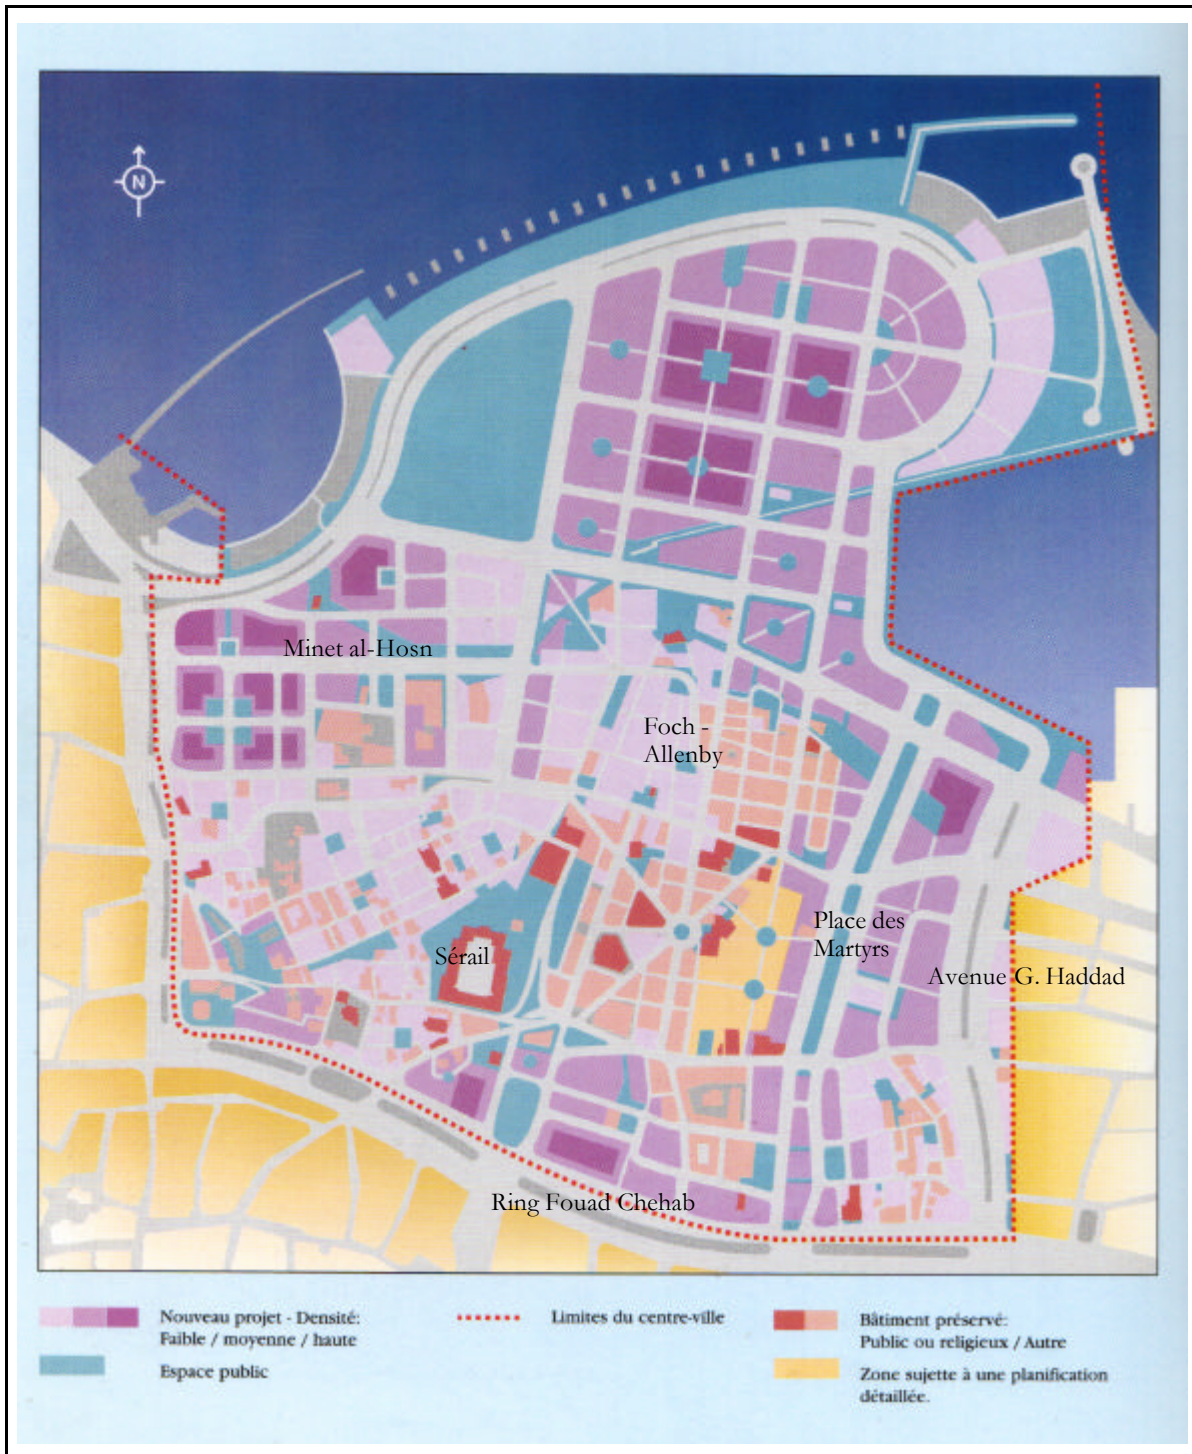 N
Minet al-Hosn
Foch -
Allenby
Place des
Martyrs
Sérail
Avenue G. Haddad
Ring Fouad Chehab
Nouveau projet - Densité:
Faible / moyenne / haute
Espace public
Limites du centre-ville
Bâtiment préservé:
Public ou religieux / Autre
Zone sujette à une planification
détaillée.